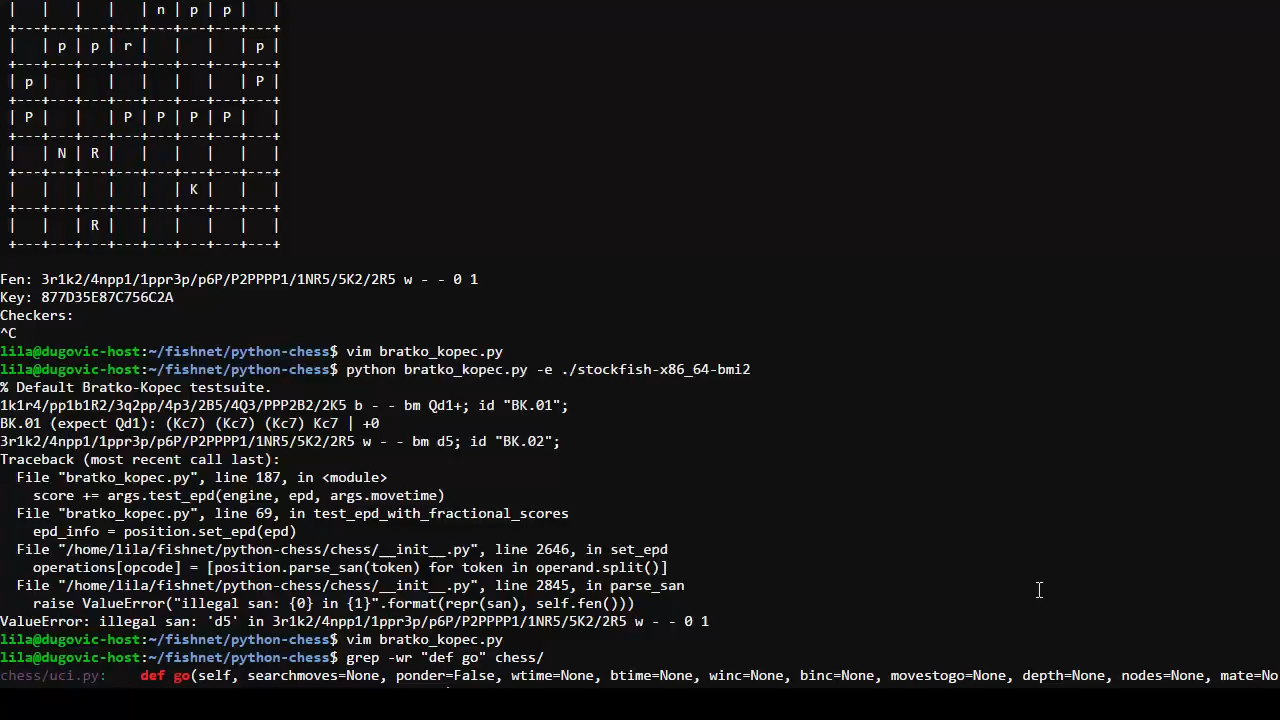 |   |   |   |   | n | p | p |   |
+---+---+---+---+---+---+---+---+
|   | p | p | r |   |   |   | p |
+---+---+---+---+---+---+---+---+
| p |   |   |   |   |   |   | P |
+---+---+---+---+---+---+---+---+
| P |   |   | P | P | P | P |   |
+---+---+---+---+---+---+---+---+
|   | N | R |   |   |   |   |   |
+---+---+---+---+---+---+---+---+
|   |   |   |   |   | K |   |   |
+---+---+---+---+---+---+---+---+
|   |   | R |   |   |   |   |   |
+---+---+---+---+---+---+---+---+
Fen: 3r1k2/4npp1/1ppr3p/p6P/P2PPPP1/1NR5/5K2/2R5 w - - 0 1
Key: 877D35E87C756C2A
Checkers:
^C
lila@dugovic-host:~/fishnet/python-chess$ vim bratko_kopec.py
lila@dugovic-host:~/fishnet/python-chess$ python bratko_kopec.py -e ./stockfish-x86_64-bmi2
% Default Bratko-Kopec testsuite.
1k1r4/pp1b1R2/3q2pp/4p3/2B5/4Q3/PPP2B2/2K5 b - - bm Qd1+; id "BK.01";
BK.01 (expect Qd1): (Kc7) (Kc7) (Kc7) Kc7 | +0
3r1k2/4npp1/1ppr3p/p6P/P2PPPP1/1NR5/5K2/2R5 w - - bm d5; id "BK.02";
Traceback (most recent call last):
  File "bratko_kopec.py", line 187, in <module>
    score += args.test_epd(engine, epd, args.movetime)
  File "bratko_kopec.py", line 69, in test_epd_with_fractional_scores
    epd_info = position.set_epd(epd)
  File "/home/lila/fishnet/python-chess/chess/__init__.py", line 2646, in set_epd
    operations[opcode] = [position.parse_san(token) for token in operand.split()]
  File "/home/lila/fishnet/python-chess/chess/__init__.py", line 2845, in parse_san
    raise ValueError("illegal san: {0} in {1}".format(repr(san), self.fen()))
ValueError: illegal san: 'd5' in 3r1k2/4npp1/1ppr3p/p6P/P2PPPP1/1NR5/5K2/2R5 w - - 0 1
lila@dugovic-host:~/fishnet/python-chess$ vim bratko_kopec.py
lila@dugovic-host:~/fishnet/python-chess$ grep -wr "def go" chess/
chess/uci.py:    def go(self, searchmoves=None, ponder=False, wtime=None, btime=None, winc=None, binc=None, movestogo=None, depth=None, nodes=None, mate=No